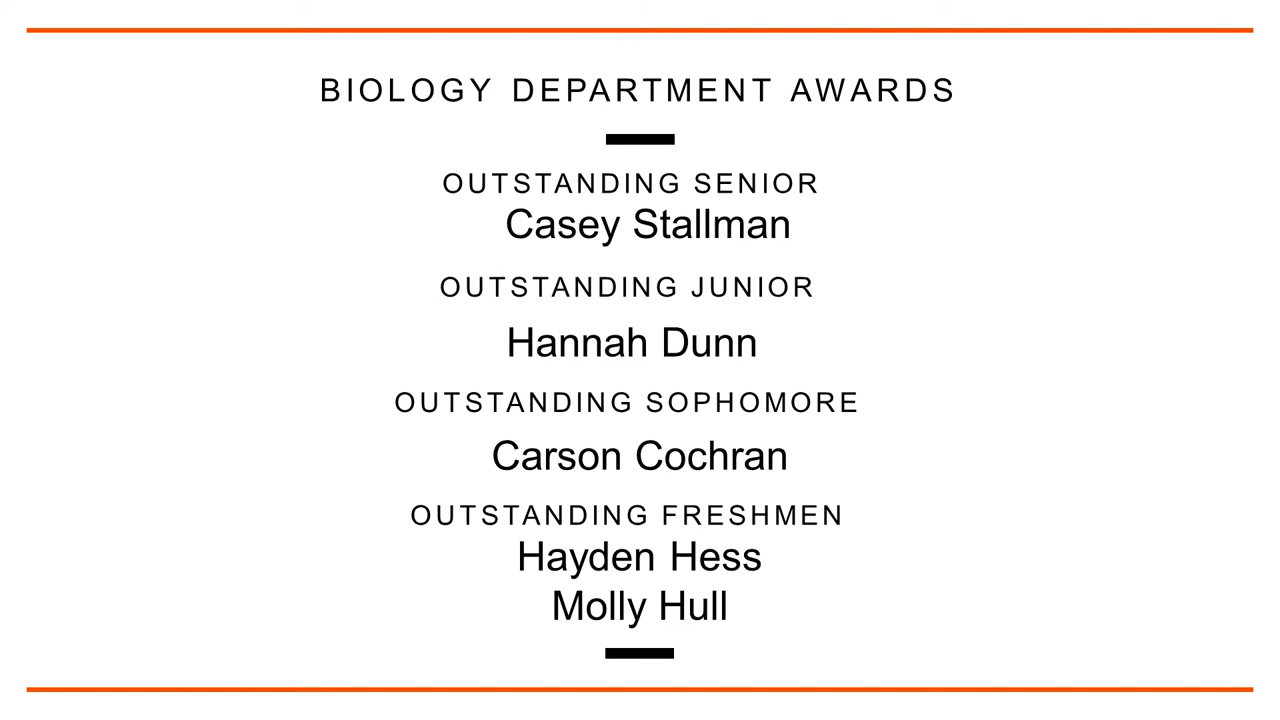 BIOLOGY DEPARTMENT AWARDS
OUTSTANDING SENIOR
Casey Stallman
OUTSTANDING JUNIOR
Hannah Dunn
OUTSTANDING SOPHOMORE
Carson Cochran
OUTSTANDING FRESHMEN
Hayden Hess
Molly Hull